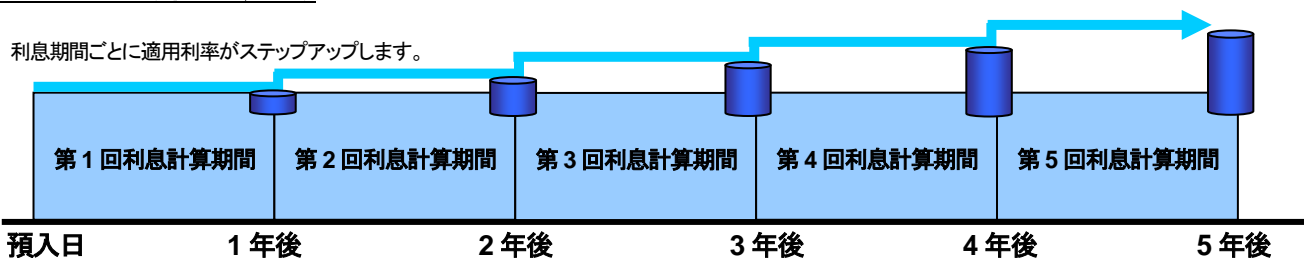 利息期間ごとに適用利率がステップアップします。
第1回利息計算期間 第2回利息計算期間 第3回利息計算期間 第4回利息計算期間 第5回利息計算期間
預入日 1年後 2年後 3年後 4年後 5年後